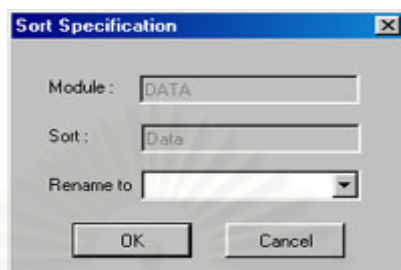 Sort Specification
Module : DATA
Sort : Data
Rename to
OK Cancel